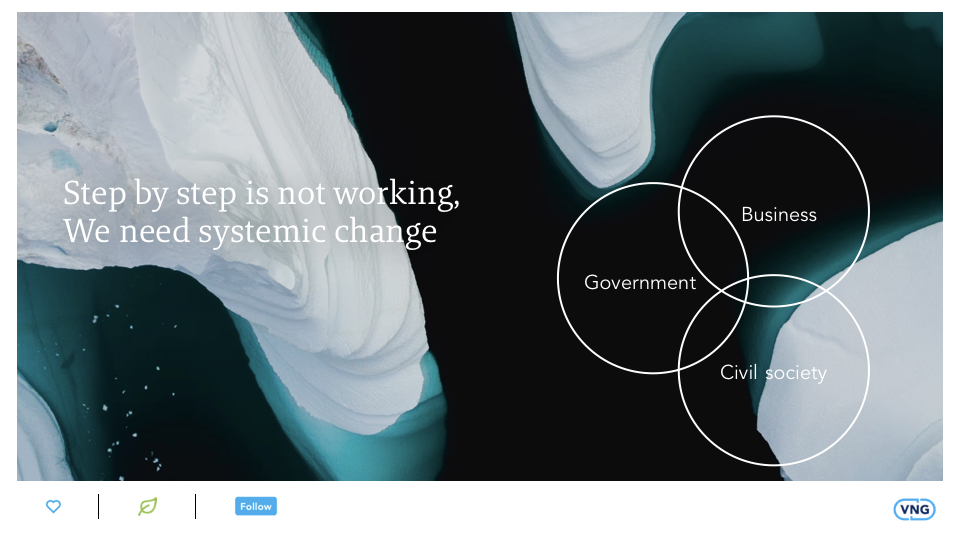 Step by step is not working,
We need systemic change
Business
Government
Civil society
Follow
VNG